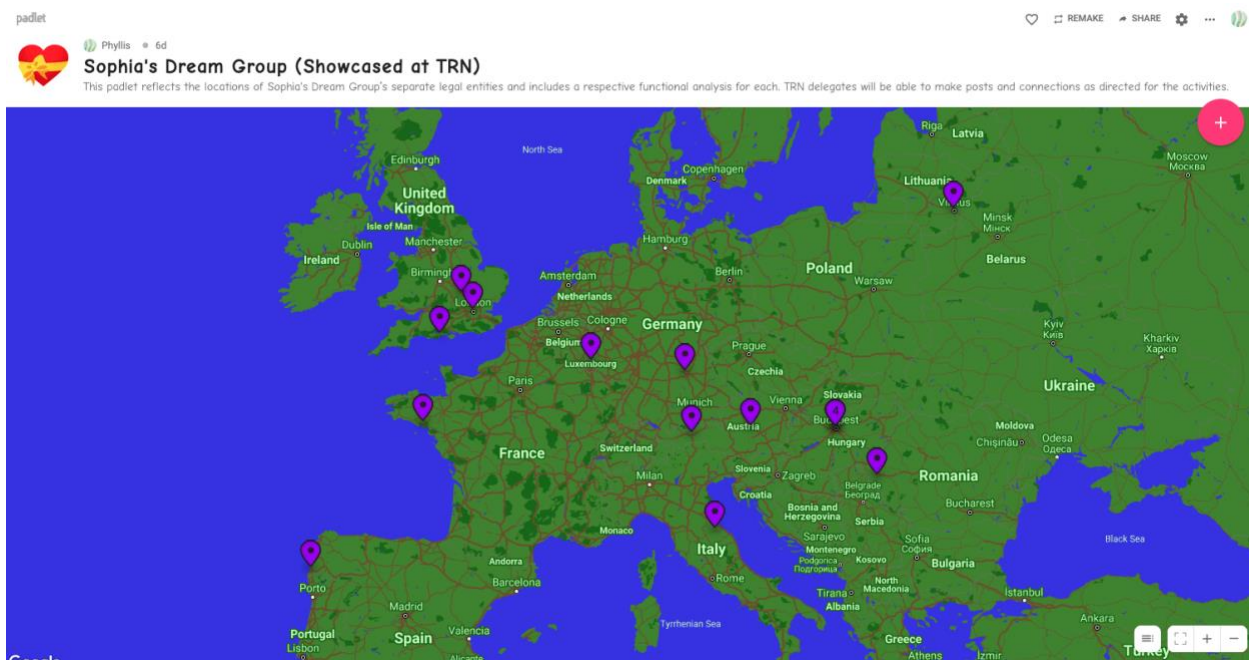 padlet
REMAKE SHARE
Phyllis • 6d
Sophia's Dream Group (Showcased at TRN)
This padlet reflects the locations of Sophia's Dream Group's separate legal entities and includes a respective functional analysis for each. TRN delegates will be able to make posts and connections as directed for the activities.
Riga
Latvia
Moscow
Москва
North Sea
Edinburgh
Copenhagen
Denmark
Lithuania
United
Kingdom
Minsk
Мінск
Isle of Man
Dublin
Manchester
Hamburg
Ireland
Belarus
Amsterdam
Berlin
Poland
Warsaw
Netherlands
Brussels
Cologne
Germany
Kyiv
Київ
Kharkiv
Харків
Belgium
Luxembourg
Prague
Czechia
Paris
Ukraine
Munich
Vienna
Slovakia
4
Austria
Hungary
Moldova
Chișinău
Odesa
Одеса
France
Switzerland
Milan
Slovenia
Zagreb
Romania
Croatia
Belgrade
Београд
Bucharest
Bosnia and
Herzegovina
Serbia
Monaco
Sarajevo
Sofia
София
Black Sea
Italy
Montenegro
Podgorica
Подгорица
Kosovo
Bulgaria
Andorra
Barcelona
Porto
Rome
North
Macedonia
Istanbul
Tirana
Albania
Madrid
Ankara
Tyrrhenian Sea
Portugal
Spain
Valencia
Lisbon
Greece
Turkey
Alicante
Athens
Izmir
Google